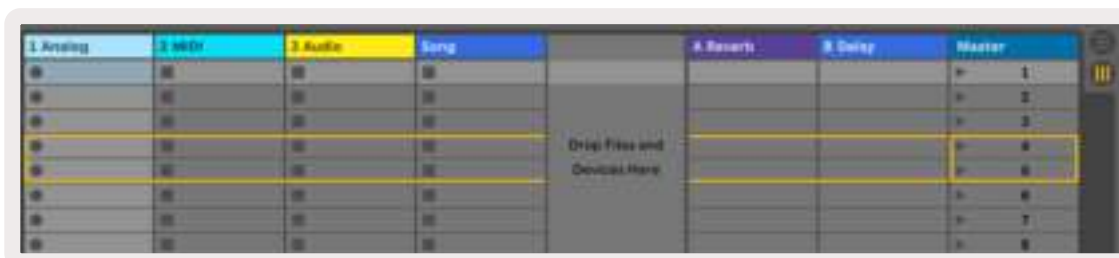 1 Analog
2 MIDI
3 Audio
Song
A Reverb
B Delay
Master
1
2
3
Drop Files and
4
Devices Here
5
6
7
8